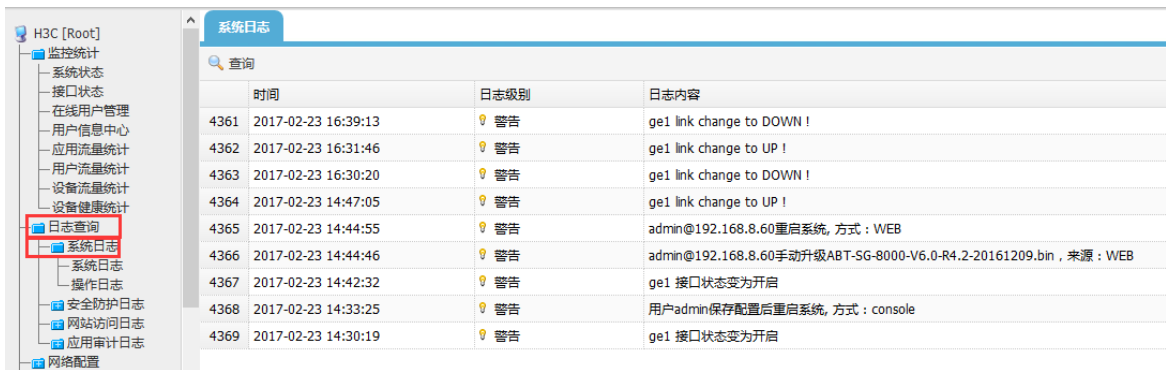 H3C [Root]
监控统计
系统状态
接口状态
在线用户管理
用户信息中心
应用流量统计
用户流量统计
设备流量统计
设备健康统计
日志查询
系统日志
系统日志
操作日志
安全防护日志
网站访问日志
应用审计日志
网络配置
系统日志
查询
时间 日志级别 日志内容
4361 2017-02-23 16:39:13 警告 ge1 link change to DOWN !
4362 2017-02-23 16:31:46 警告 ge1 link change to UP !
4363 2017-02-23 16:30:20 警告 ge1 link change to DOWN !
4364 2017-02-23 14:47:05 警告 ge1 link change to UP !
4365 2017-02-23 14:44:55 警告 admin@192.168.8.60重启系统, 方式：WEB
4366 2017-02-23 14:44:46 警告 admin@192.168.8.60手动升级ABT-SG-8000-V6.0-R4.2-20161209.bin，来源：WEB
4367 2017-02-23 14:42:32 警告 ge1 接口状态变为开启
4368 2017-02-23 14:33:25 警告 用户admin保存配置后重启系统, 方式：console
4369 2017-02-23 14:30:19 警告 ge1 接口状态变为开启